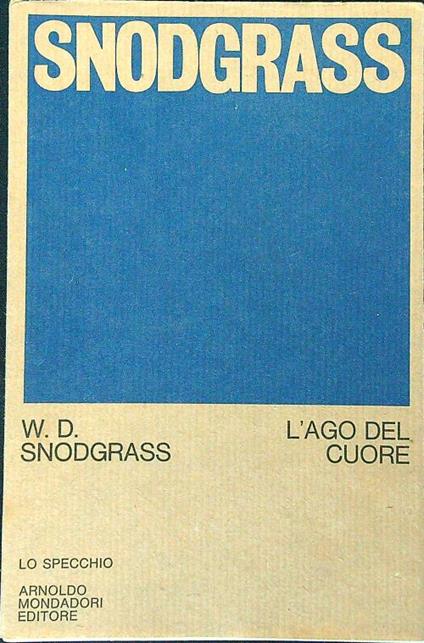 SNODGRASS
W. D.
SNODGRASS
L'AGO DEL
CUORE
LO SPECCHIO
ARNOLDO
MONDADORI
EDITORE